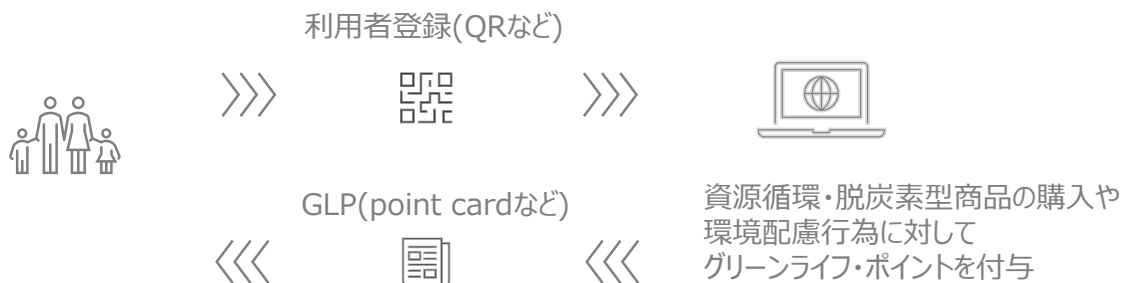 利用者登録(QRなど)
GLP(point cardなど)
資源循環・脱炭素型商品の購入や
環境配慮行為に対して
グリーンライフ・ポイントを付与